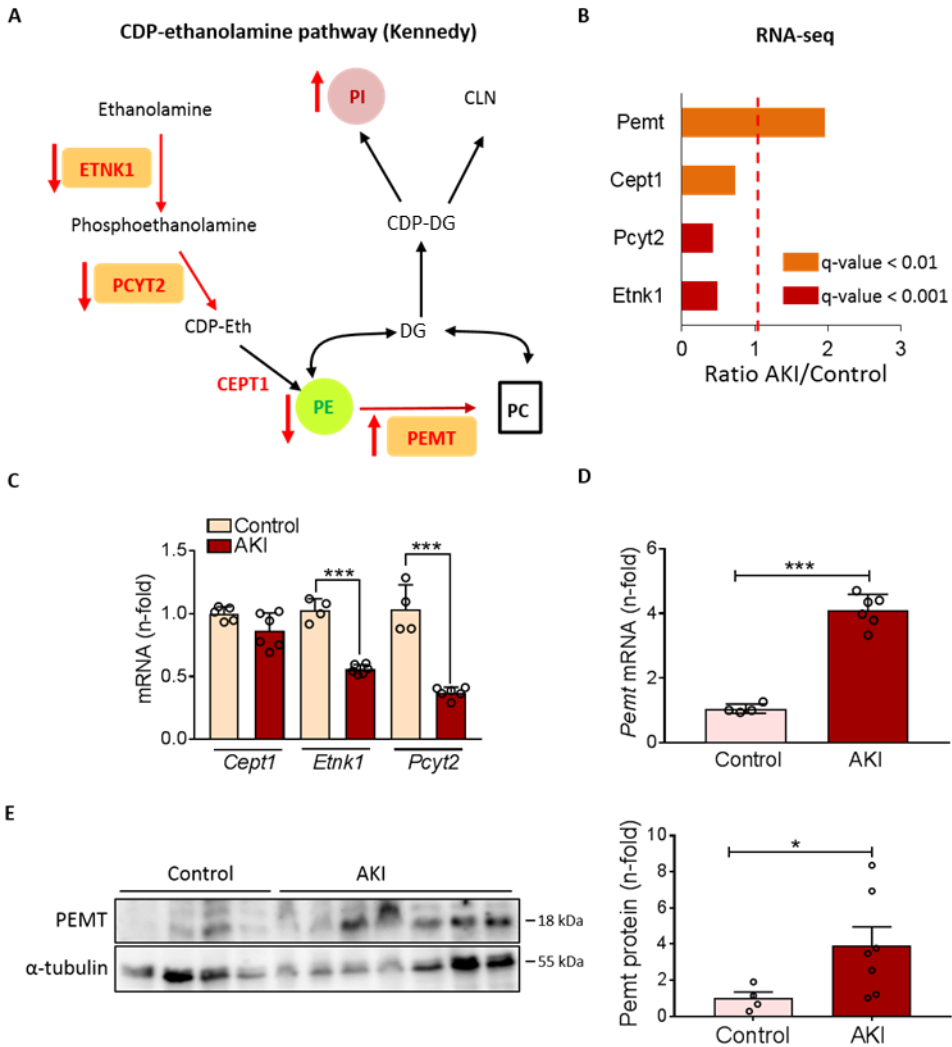 A
CDP-ethanolamine pathway (Kennedy)
Ethanolamine
ETNK1
Phosphoethanolamine
PCYT2
CDP-Eth
CEPT1
PE
PEMT
PC
DG
CDP-DG
PI
CLN
B
RNA-seq
Pemt
Cept1
Pcyt2
Etnk1
q-value < 0.01
q-value < 0.001
0 1 2 3
Ratio AKI/Control
C
Control
AKI
mRNA (n-fold)
1.5
1.0
0.5
0.0
***
***
Cept1 Etnk1 Pcyt2
D
Pemt mRNA (n-fold)
6
4
2
0
***
Control AKI
E
Control AKI
PEMT
18 kDa
α-tubulin
55 kDa
Pemt protein (n-fold)
10
8
6
4
2
0
*
Control AKI